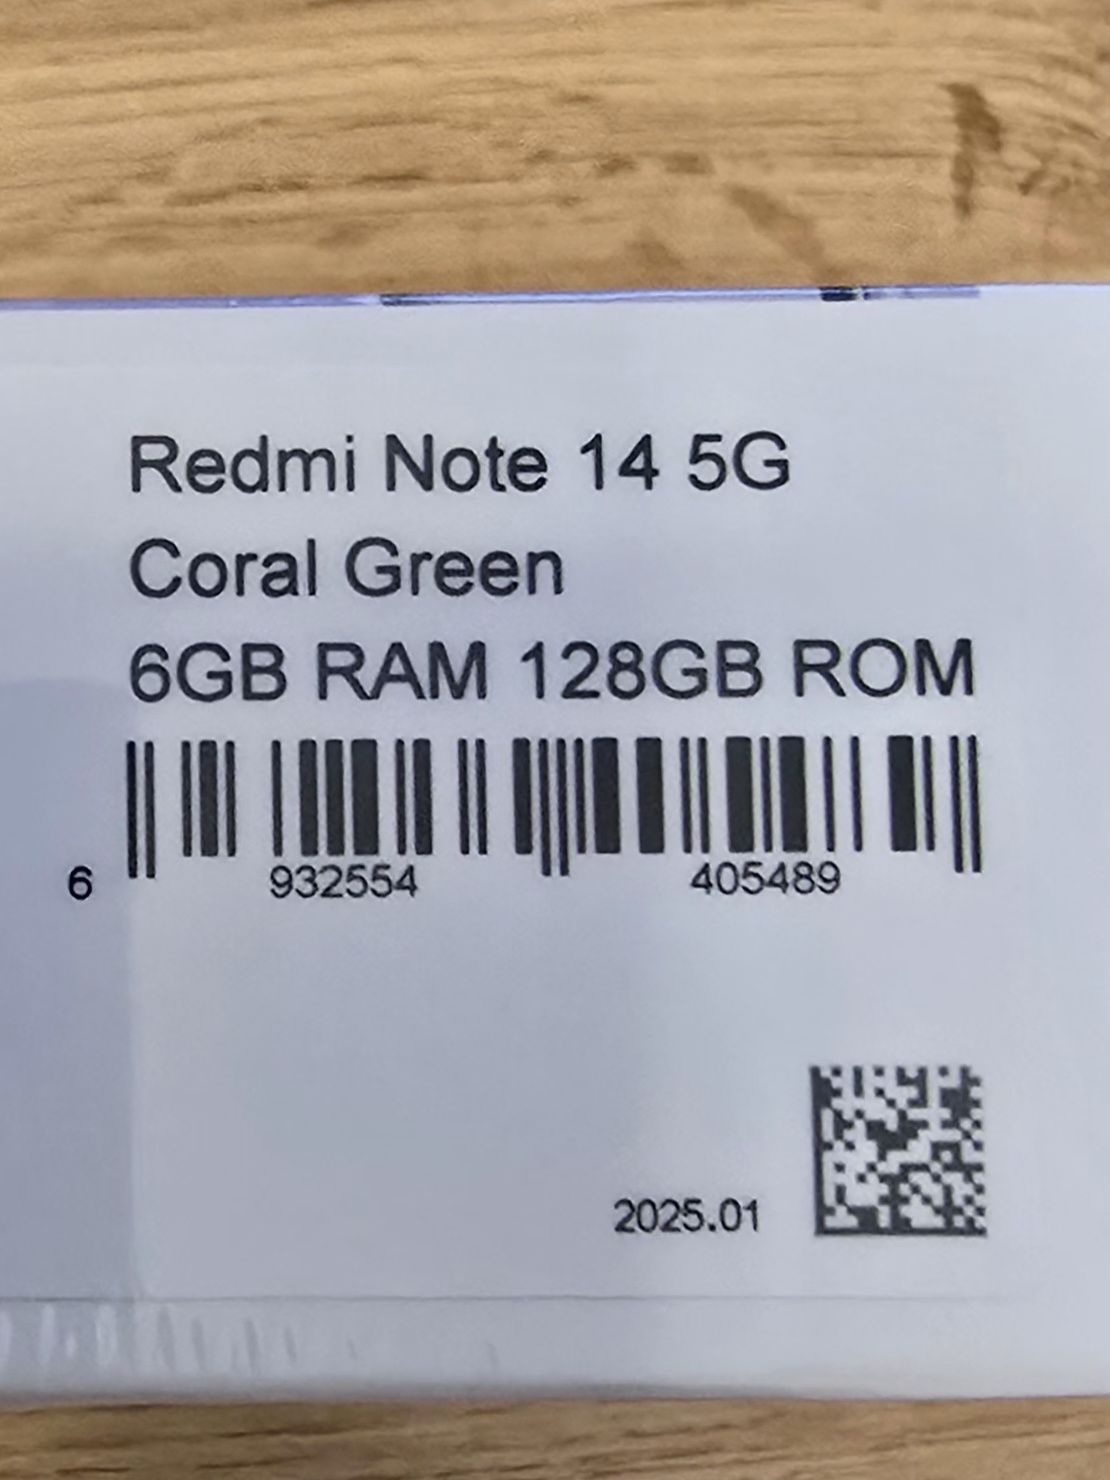 Redmi Note 14 5G
Coral Green
6GB RAM 128GB ROM
6 932554 405489
2025.01